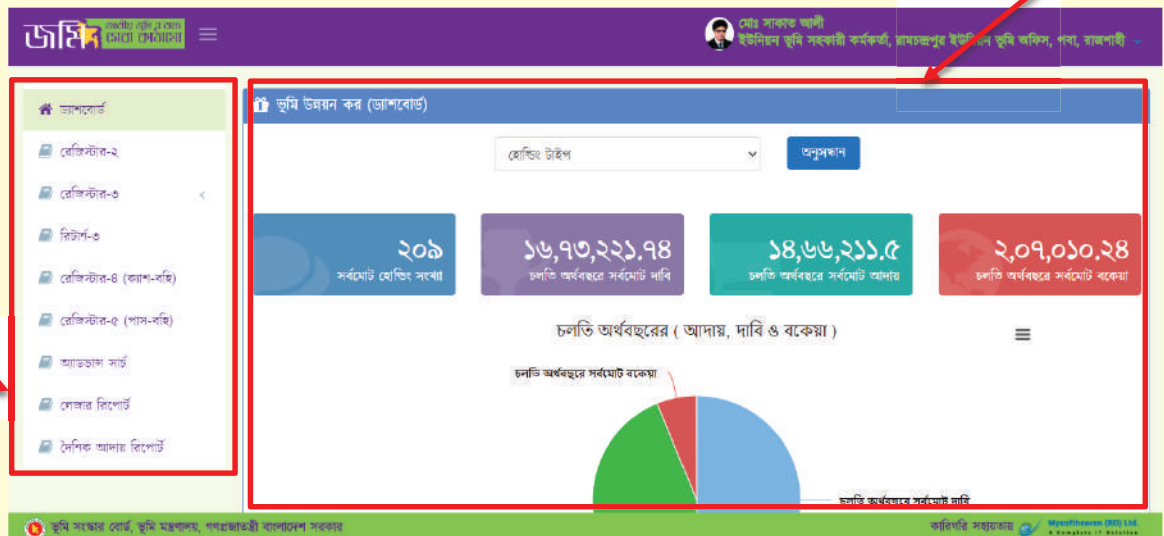 জমির
সেবা কাঠামো
মোঃ সাকাত আলী
ইউনিয়ন ভূমি সহকারী কর্মকর্তা, রামচন্দ্রপুর ইউনিয়ন ভূমি অফিস, পবা, রাজশাহী
ড্যাশবোর্ড
রেজিস্টার-২
রেজিস্টার-৩
রিটার্ন-৩
রেজিস্টার-৪ (ক্যাশ-বহি)
রেজিস্টার-৫ (পাস-বহি)
অ্যাডভান্স সার্চ
লেজার রিপোর্ট
দৈনিক আদায় রিপোর্ট
ভূমি উন্নয়ন কর (ড্যাশবোর্ড)
হোল্ডিং টাইপ
অনুসন্ধান
২০৯
সর্বমোট হোল্ডিং সংখ্যা
১৬,৭৩,২২১.৭৪
চলতি অর্থবছরে সর্বমোট দাবি
১৪,৬৬,২১১.৫
চলতি অর্থবছরে সর্বমোট আদায়
২,০৭,০১০.২৪
চলতি অর্থবছরে সর্বমোট বকেয়া
চলতি অর্থবছরের ( আদায়, দাবি ও বকেয়া )
চলতি অর্থবছরে সর্বমোট বকেয়া
চলতি অর্থবছরে সর্বমোট দাবি
ভূমি সংস্কার বোর্ড, ভূমি মন্ত্রণালয়, গণপ্রজাতন্ত্রী বাংলাদেশ সরকার
কারিগরি সহায়তায়
Mysoftheaven (BD) Ltd.
A Complete IT Solution